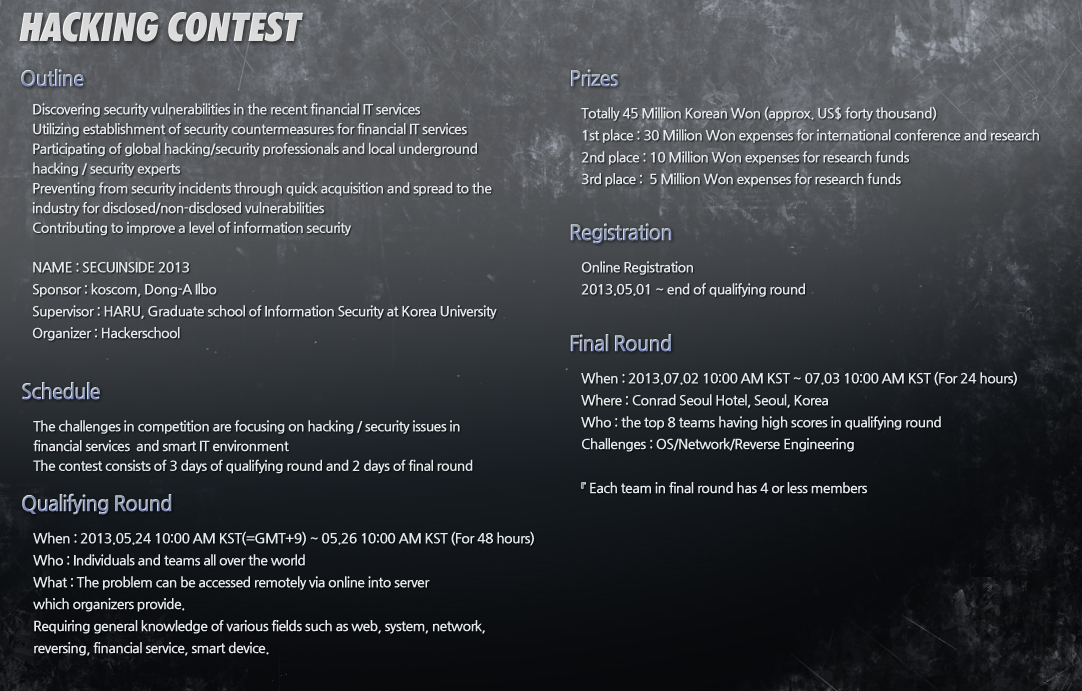 HACKING CONTEST
Outline
Discovering security vulnerabilities in the recent financial IT services
Utilizing establishment of security countermeasures for financial IT services
Participating of global hacking/security professionals and local underground
hacking / security experts
Preventing from security incidents through quick acquisition and spread to the
industry for disclosed/non-disclosed vulnerabilities
Contributing to improve a level of information security
NAME : SECUINSIDE 2013
Sponsor : koscom, Dong-A Ilbo
Supervisor : HARU, Graduate school of Information Security at Korea University
Organizer : Hackerschool
Schedule
The challenges in competition are focusing on hacking / security issues in
financial services  and smart IT environment
The contest consists of 3 days of qualifying round and 2 days of final round
Qualifying Round
When : 2013.05.24 10:00 AM KST(=GMT+9) ~ 05.26 10:00 AM KST (For 48 hours)
Who : Individuals and teams all over the world
What : The problem can be accessed remotely via online into server
which organizers provide.
Requiring general knowledge of various fields such as web, system, network,
reversing, financial service, smart device.
Prizes
Totally 45 Million Korean Won (approx. US$ forty thousand)
1st place : 30 Million Won expenses for international conference and research
2nd place : 10 Million Won expenses for research funds
3rd place :  5 Million Won expenses for research funds
Registration
Online Registration
2013.05.01 ~ end of qualifying round
Final Round
When : 2013.07.02 10:00 AM KST ~ 07.03 10:00 AM KST (For 24 hours)
Where : Conrad Seoul Hotel, Seoul, Korea
Who : the top 8 teams having high scores in qualifying round
Challenges : OS/Network/Reverse Engineering
『 Each team in final round has 4 or less members